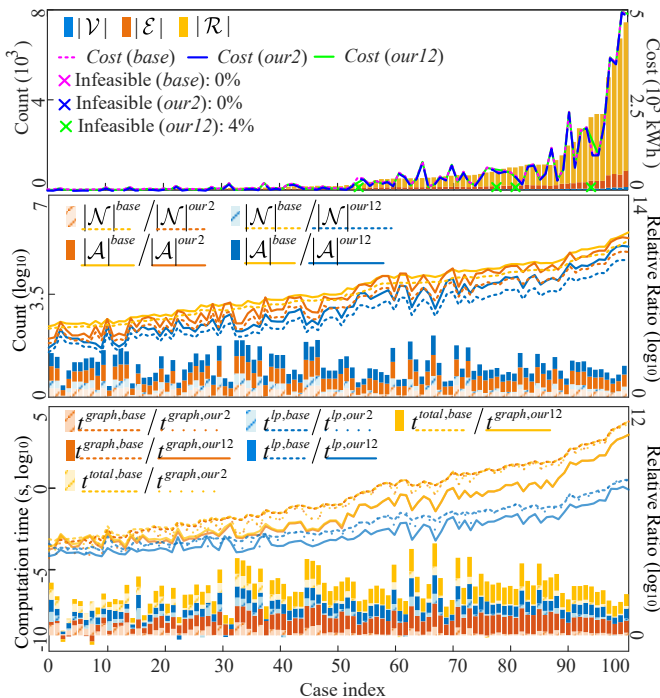 8
4
0
Count (10³)
5
2.5
0
Cost (10⁵ kWh)
|𝒱| |ℰ| |ℛ|
Cost (base) Cost (our2) Cost (our12)
Infeasible (base): 0%
Infeasible (our2): 0%
Infeasible (our12): 4%
7
3.5
0
Count (log₁₀)
14
0
Relative Ratio (log₁₀)
|𝒩|^base/|𝒩|^our2 |𝒩|^base/|𝒩|^our12
|𝒜|^base/|𝒜|^our2 |𝒜|^base/|𝒜|^our12
5
0
-5
-10
Computation time (s, log₁₀)
12
0
Relative Ratio (log₁₀)
t^graph,base/t^graph,our2 t^lp,base/t^lp,our2 t^total,base/t^graph,our12
t^graph,base/t^graph,our12 t^lp,base/t^lp,our12
t^total,base/t^graph,our2
0 10 20 30 40 50 60 70 80 90 100
Case index